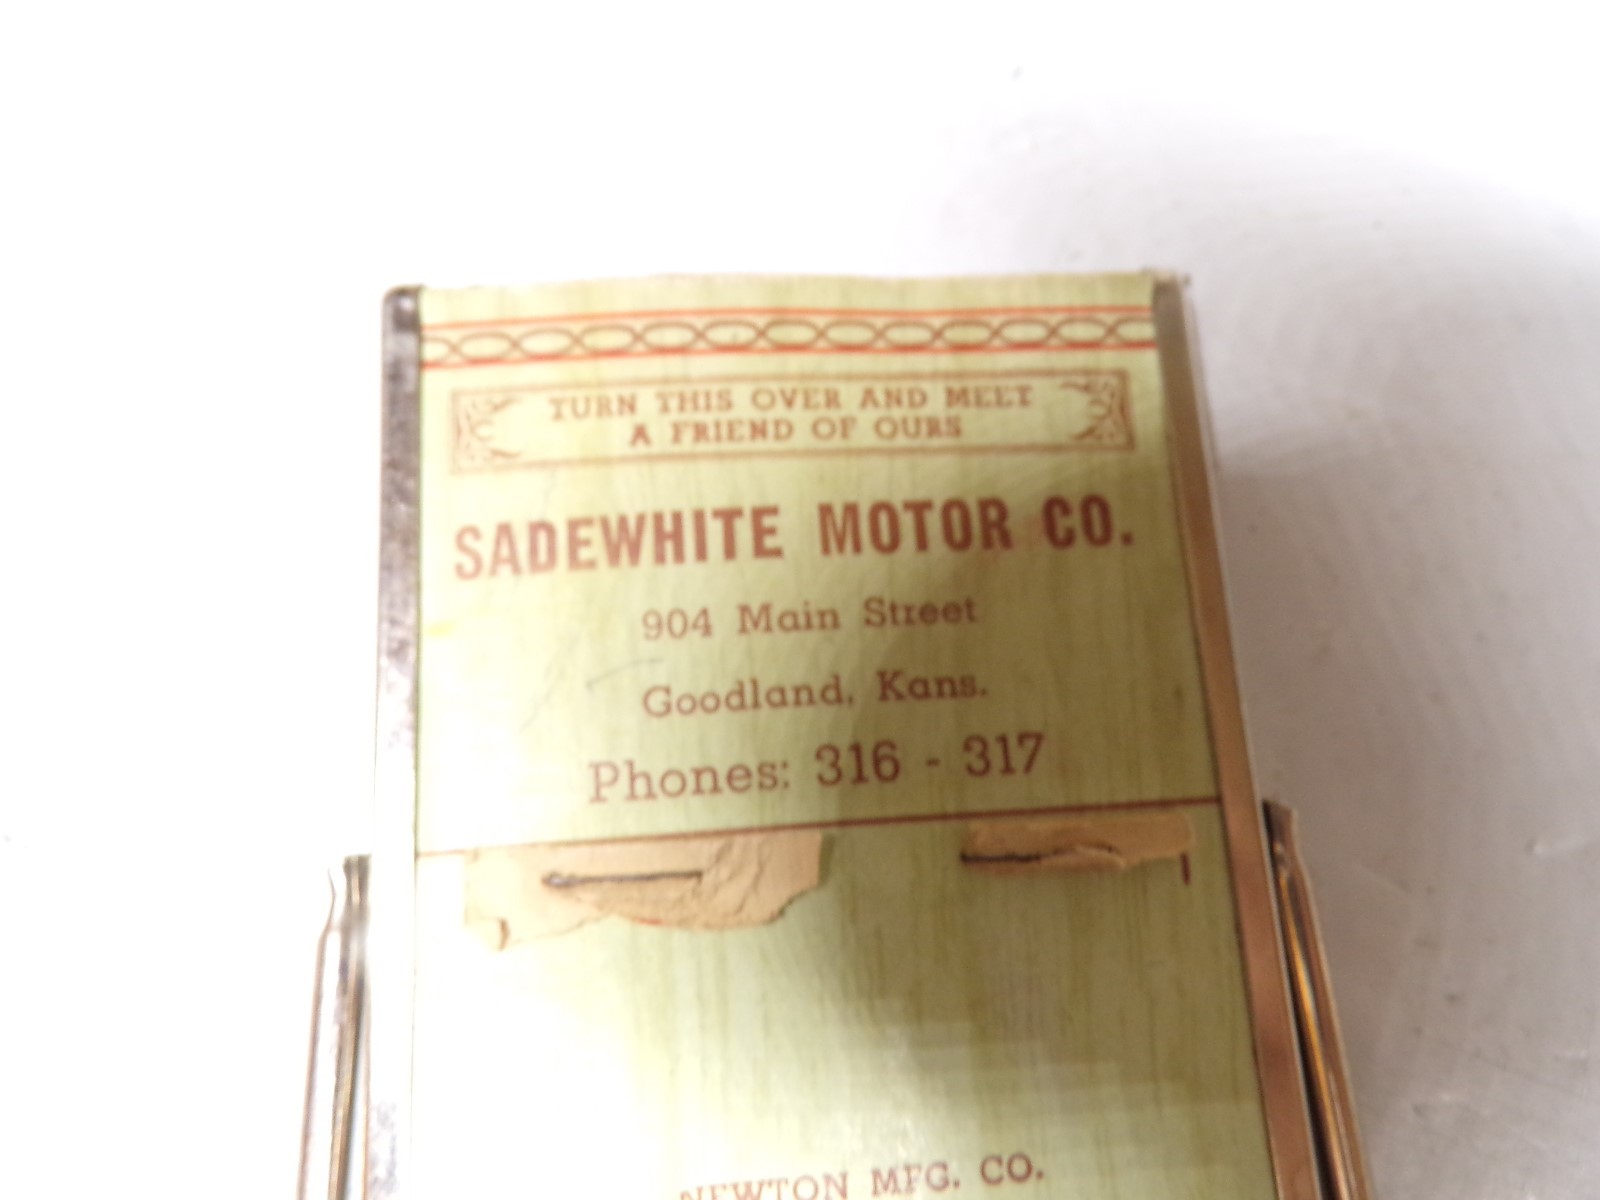 TURN THIS OVER AND MEET
A FRIEND OF OURS
SADEWHITE MOTOR CO.
904 Main Street
Goodland, Kans.
Phones: 316 - 317
NEWTON MFG. CO.